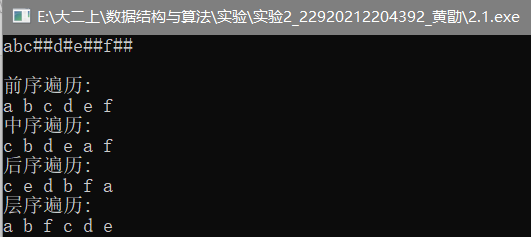 E:\大二上\数据结构与算法\实验\实验2_22920212204392_黄勖\2.1.exe
abc##d#e##f##
前序遍历:
a b c d e f
中序遍历:
c b d e a f
后序遍历:
c e d b f a
层序遍历:
a b f c d e